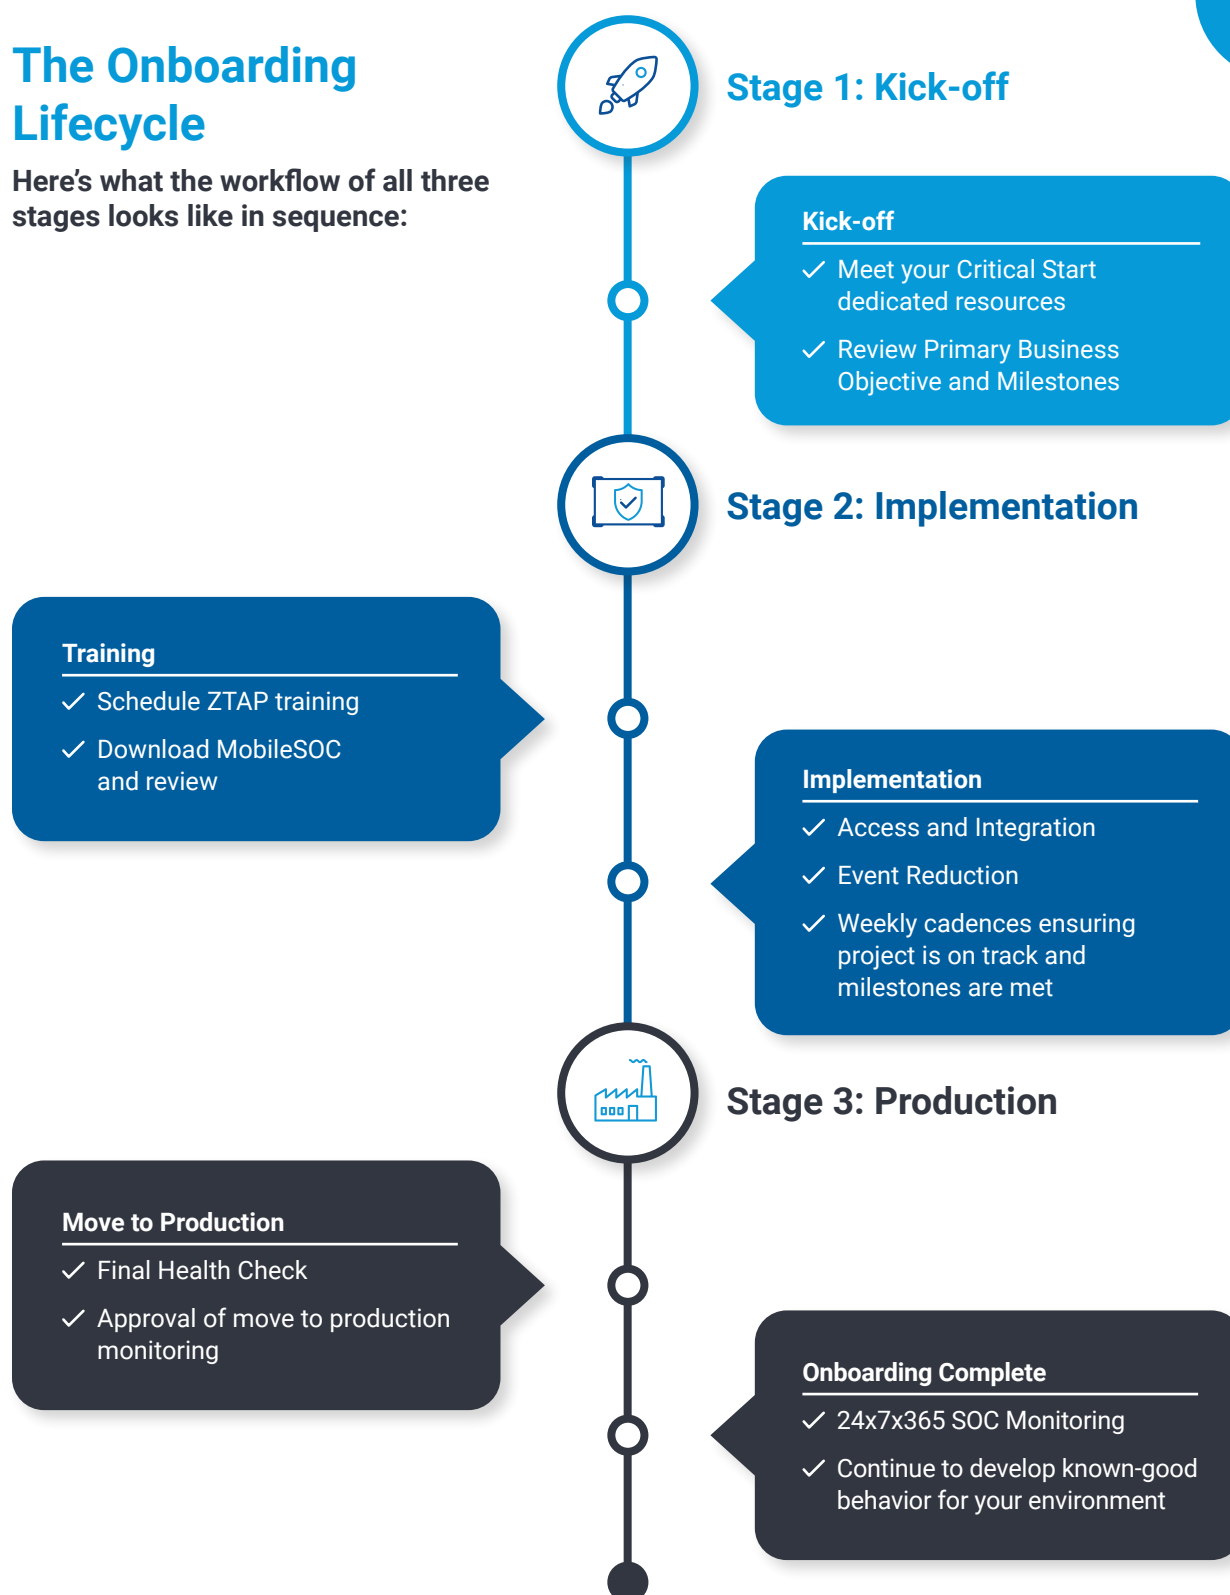 The Onboarding
Lifecycle
Here’s what the workflow of all three
stages looks like in sequence:
Stage 1: Kick-off
Kick-off
Meet your Critical Start
dedicated resources
Review Primary Business
Objective and Milestones
Stage 2: Implementation
Training
Schedule ZTAP training
Download MobileSOC
and review
Implementation
Access and Integration
Event Reduction
Weekly cadences ensuring
project is on track and
milestones are met
Stage 3: Production
Move to Production
Final Health Check
Approval of move to production
monitoring
Onboarding Complete
24x7x365 SOC Monitoring
Continue to develop known-good
behavior for your environment